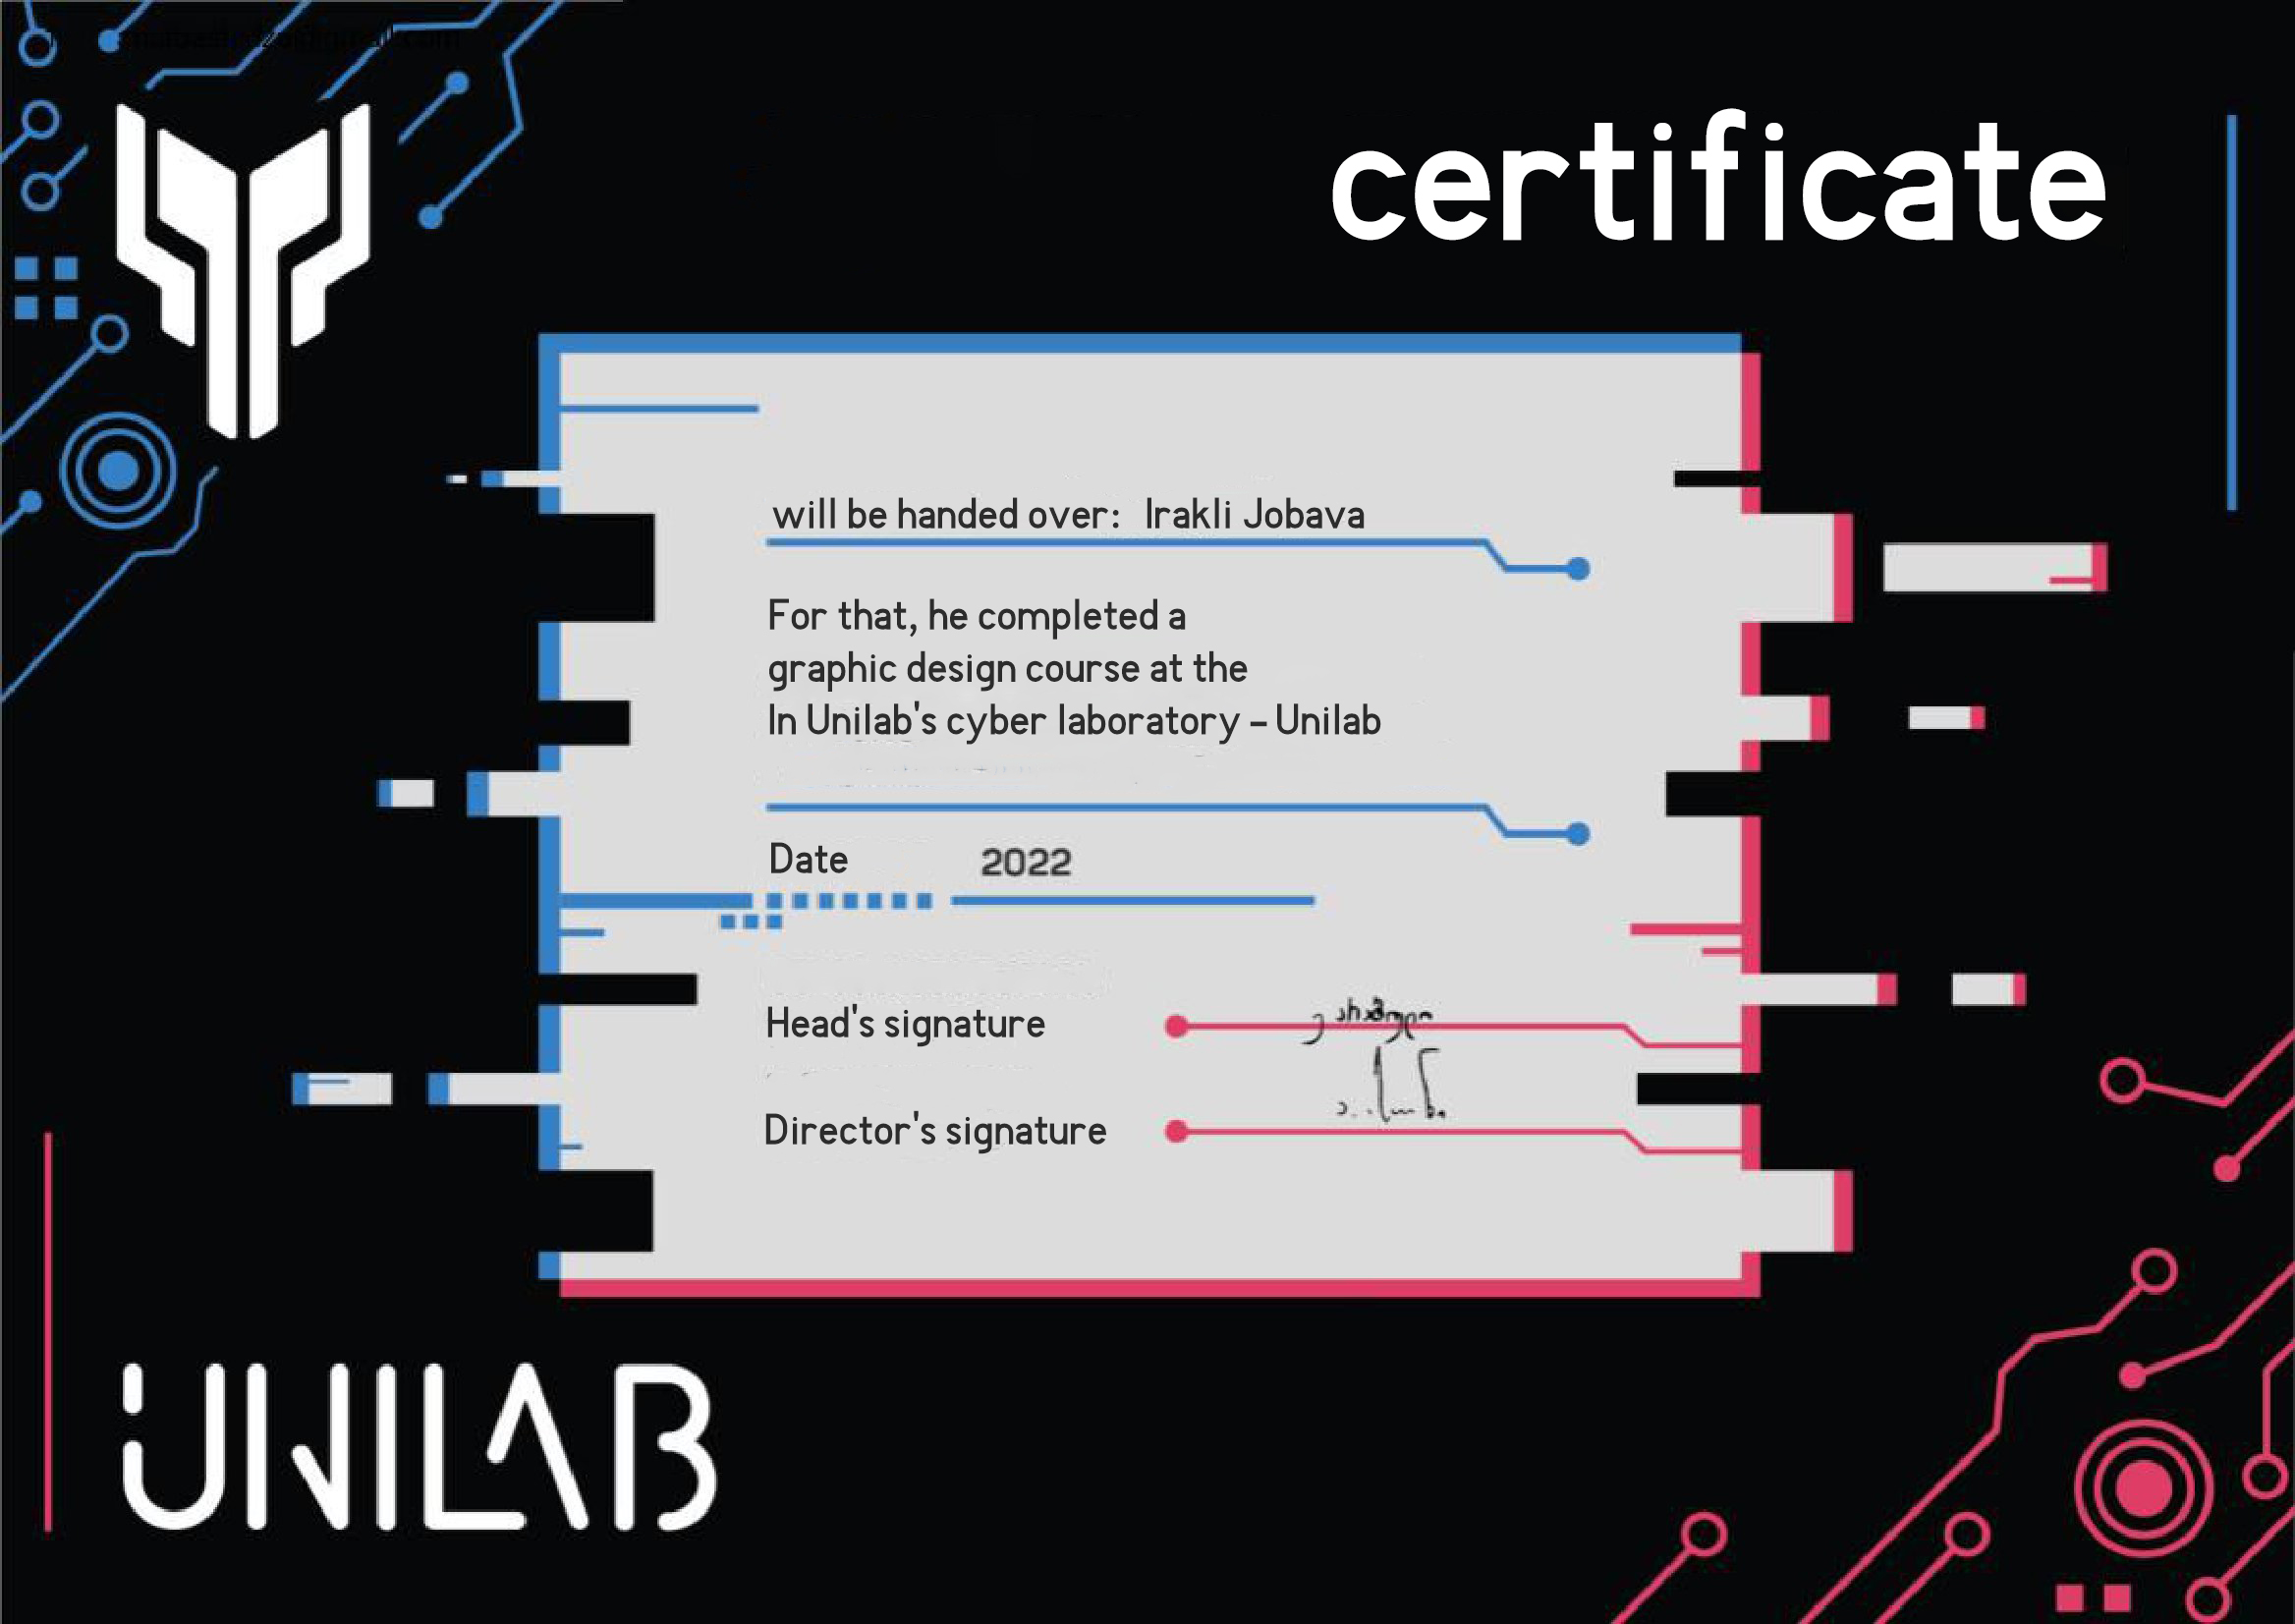 certificate
will be handed over: Irakli Jobava
For that, he completed a
graphic design course at the
In Unilab's cyber laboratory - Unilab
Date 2022
Head's signature
Director's signature
UNILAB